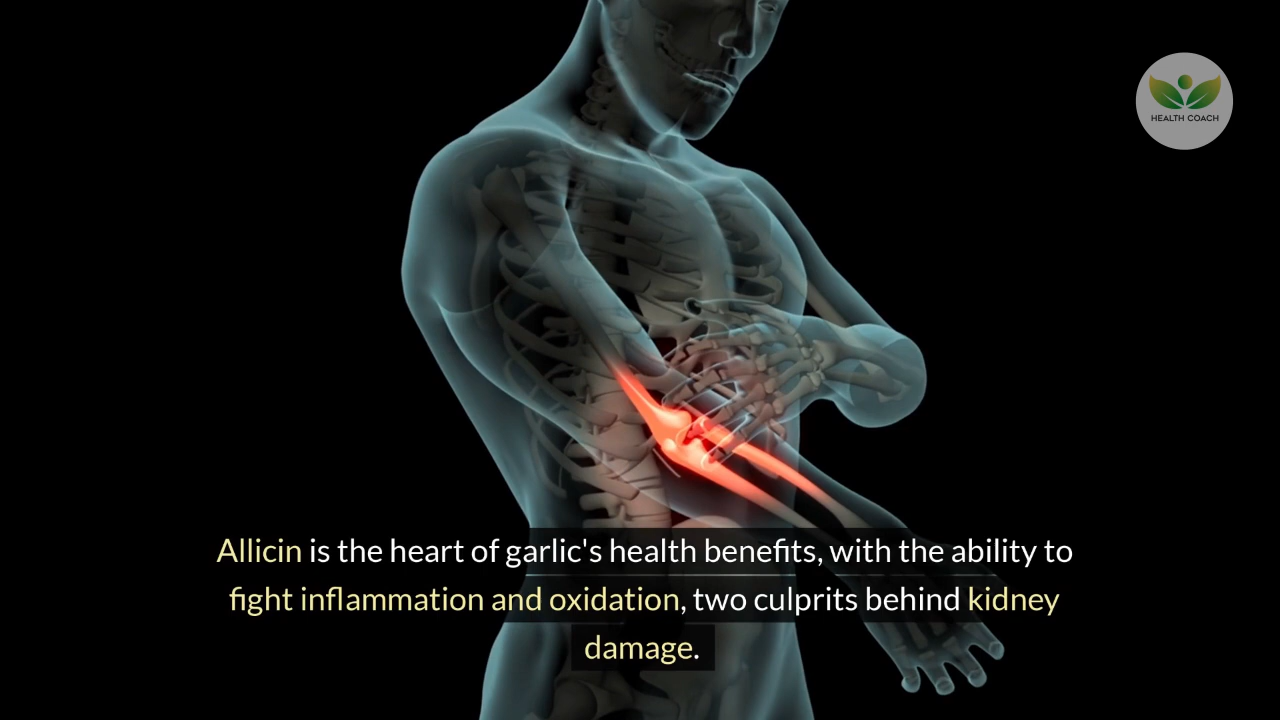 HEALTH COACH
Allicin is the heart of garlic's health benefits, with the ability to
fight inflammation and oxidation, two culprits behind kidney
damage.